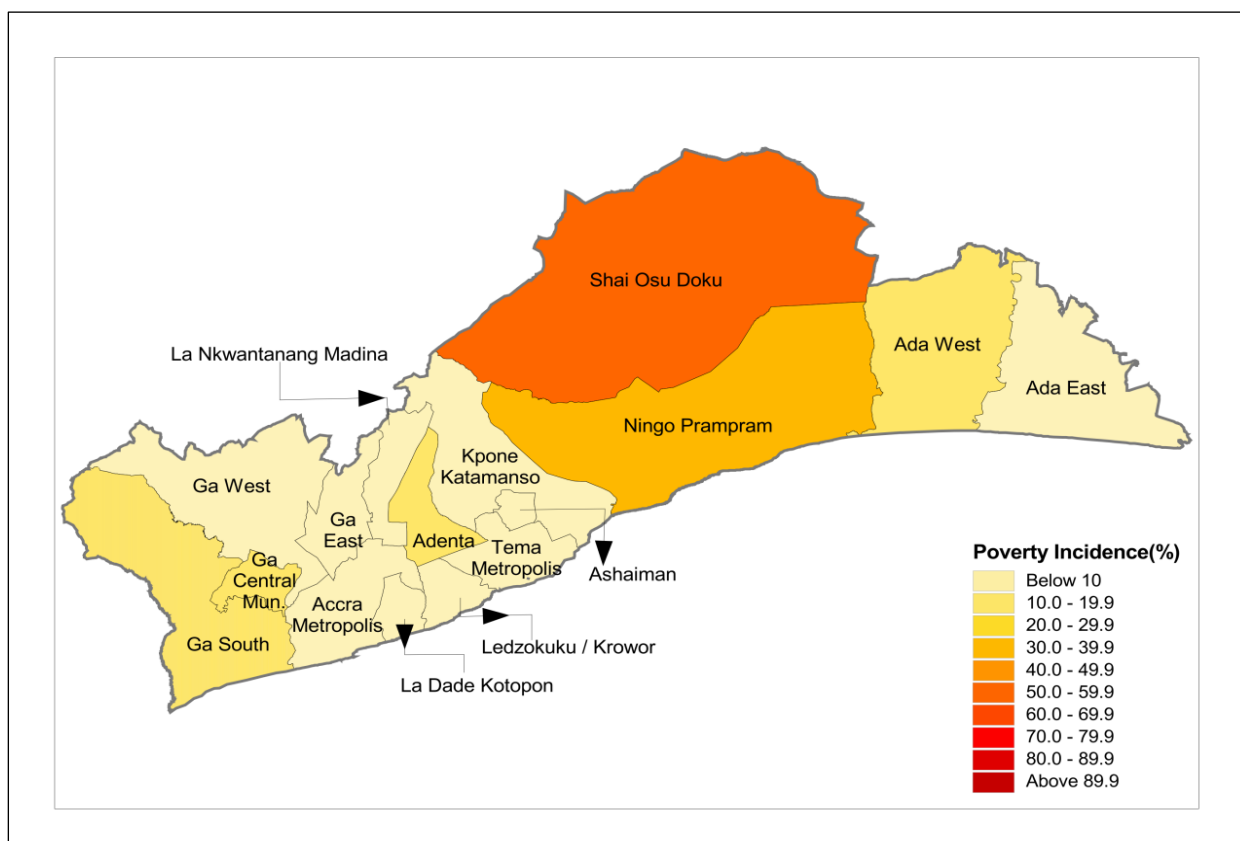 Shai Osu Doku
La Nkwantanang Madina
Ada West
Ada East
Ningo Prampram
Kpone
Katamanso
Ga West
Ga
East
Adenta
Tema
Metropolis
Ashaiman
Ga
Central
Mun.
Accra
Metropolis
Ga South
Ledzokuku / Krowor
La Dade Kotopon
Poverty Incidence(%)
Below 10
10.0 - 19.9
20.0 - 29.9
30.0 - 39.9
40.0 - 49.9
50.0 - 59.9
60.0 - 69.9
70.0 - 79.9
80.0 - 89.9
Above 89.9